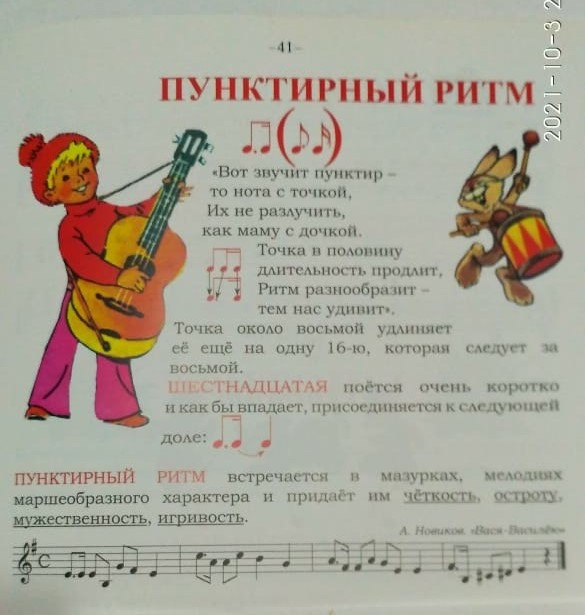 2021-10-3
-41-
ПУНКТИРНЫЙ РИТМ
«Вот звучит пунктир –
то нота с точкой,
Их не разлучить,
как маму с дочкой.
Точка в половину
длительность продлит,
Ритм разнообразит –
тем нас удивит».
Точка около восьмой удлиняет
её ещё на одну 16-ю, которая следует за
восьмой.
ШЕСТНАДЦАТАЯ поётся очень коротко
и как бы впадает, присоединяется к следующей
доле:
ПУНКТИРНЫЙ РИТМ встречается в мазурках, мелодиях
маршеобразного характера и придаёт им чёткость, остроту,
мужественность, игривость.
А. Новиков. «Вася-Василёк»